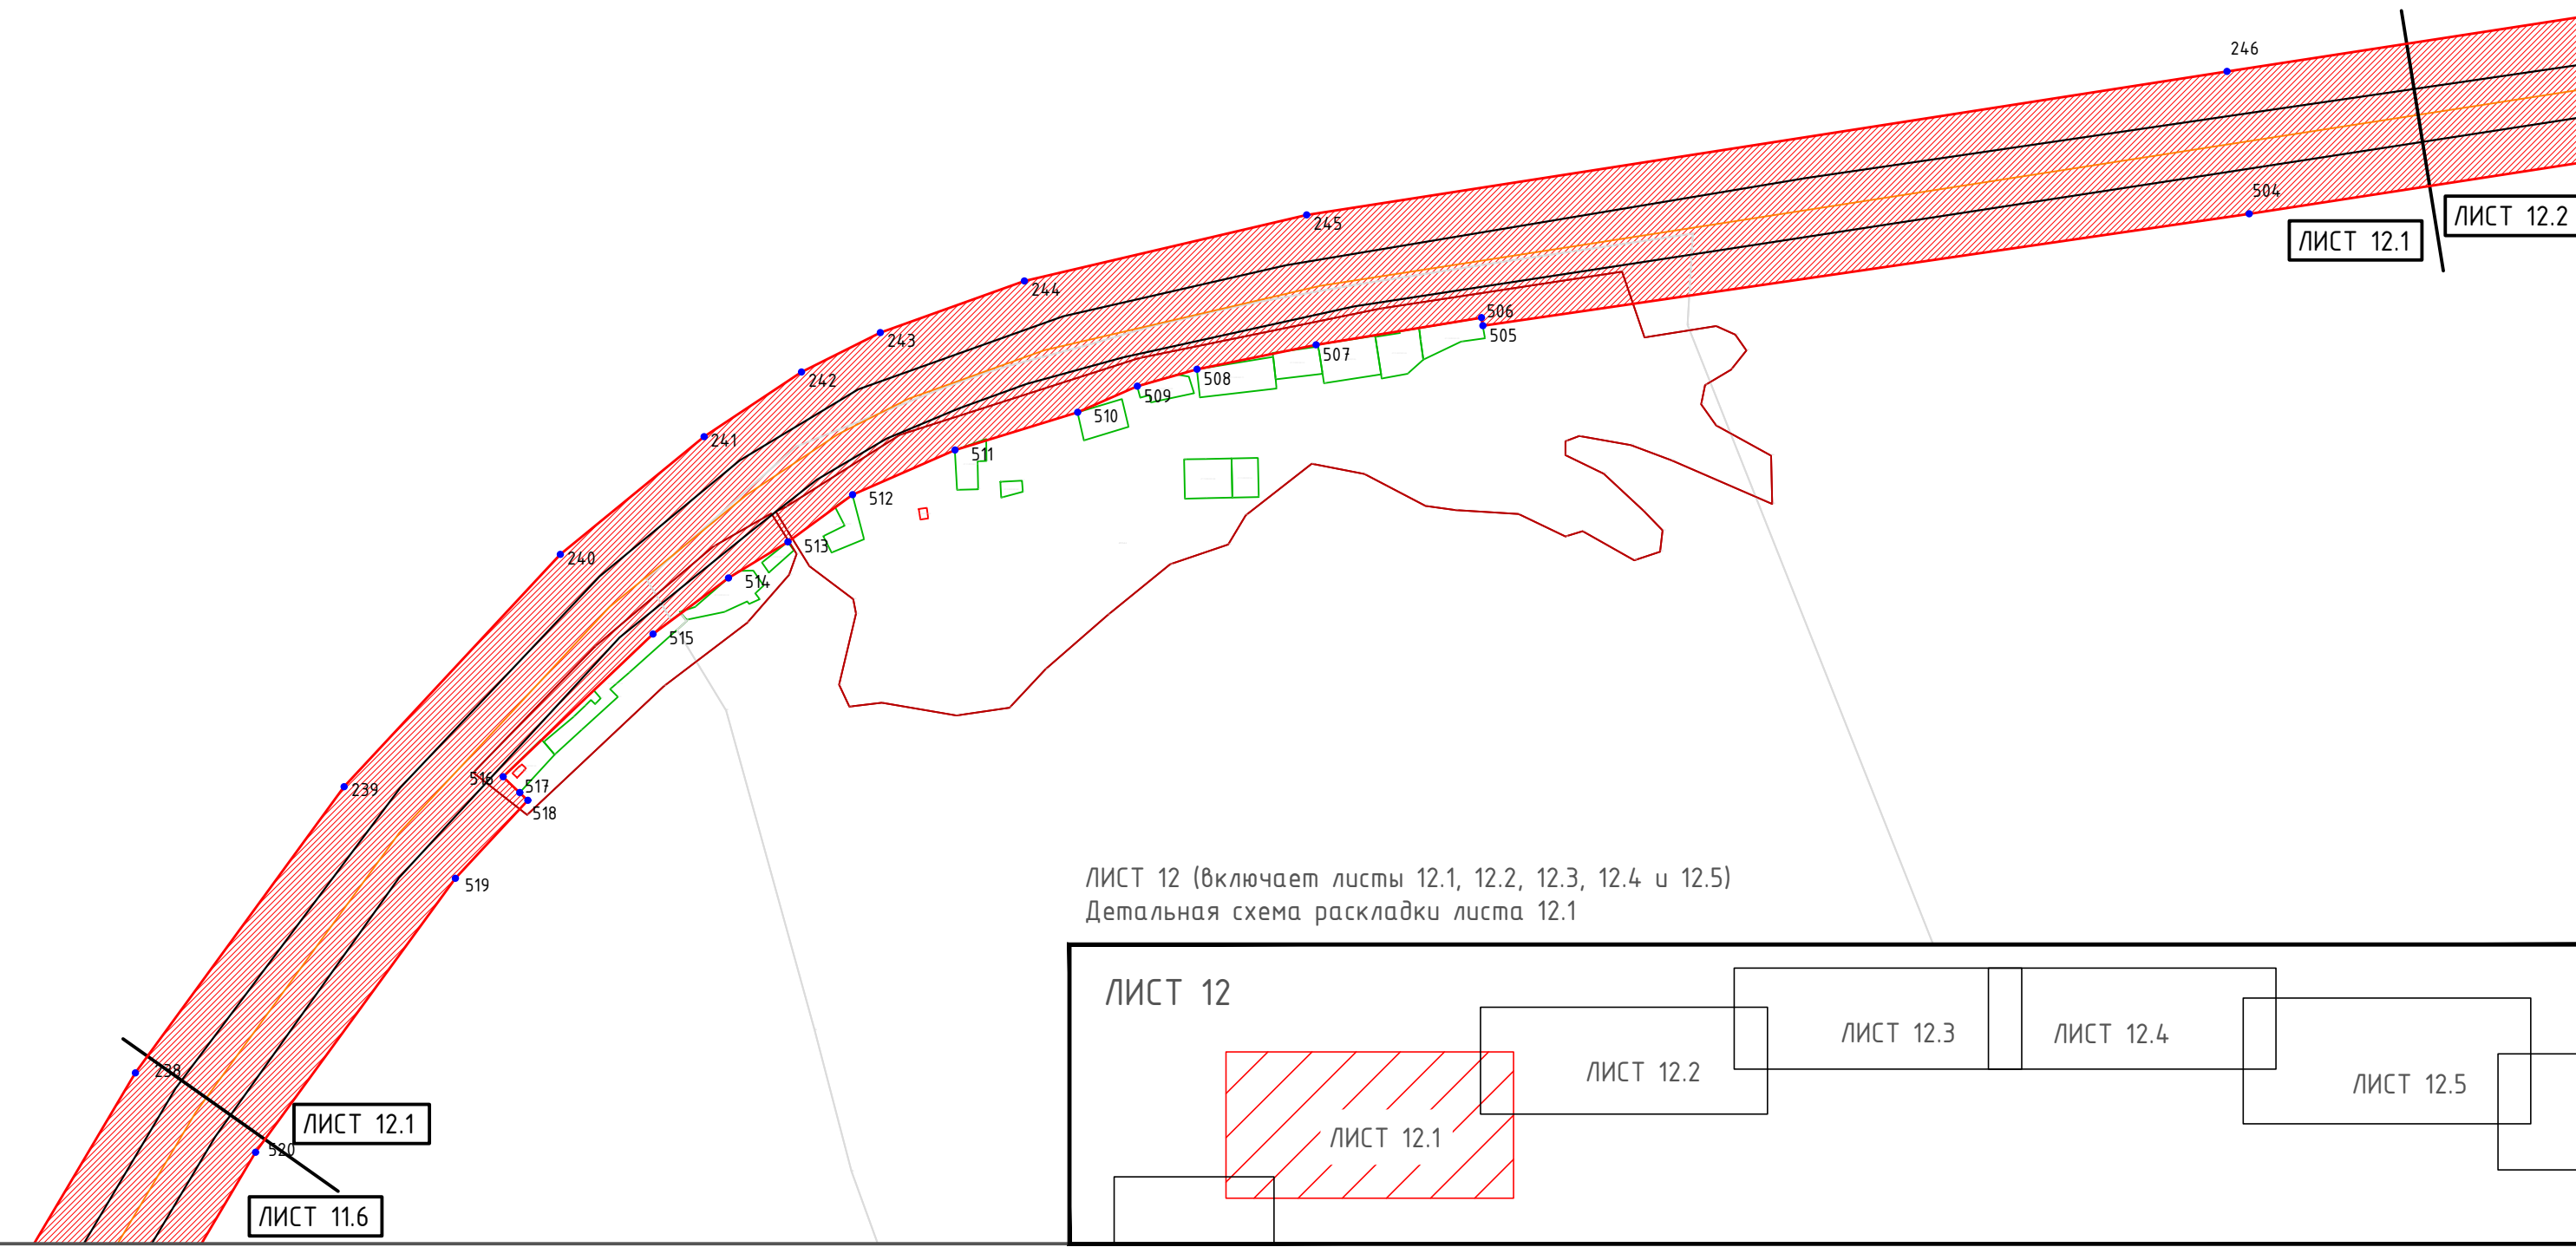 246
504
ЛИСТ 12.2
ЛИСТ 12.1
245
244
506
505
243
507
242
508
509
510
241
511
512
513
240
514
515
239
516
517
518
519
238
520
ЛИСТ 12.1
ЛИСТ 11.6
ЛИСТ 12 (включает листы 12.1, 12.2, 12.3, 12.4 и 12.5)
Детальная схема раскладки листа 12.1
ЛИСТ 12
ЛИСТ 12.1
ЛИСТ 12.2
ЛИСТ 12.3
ЛИСТ 12.4
ЛИСТ 12.5